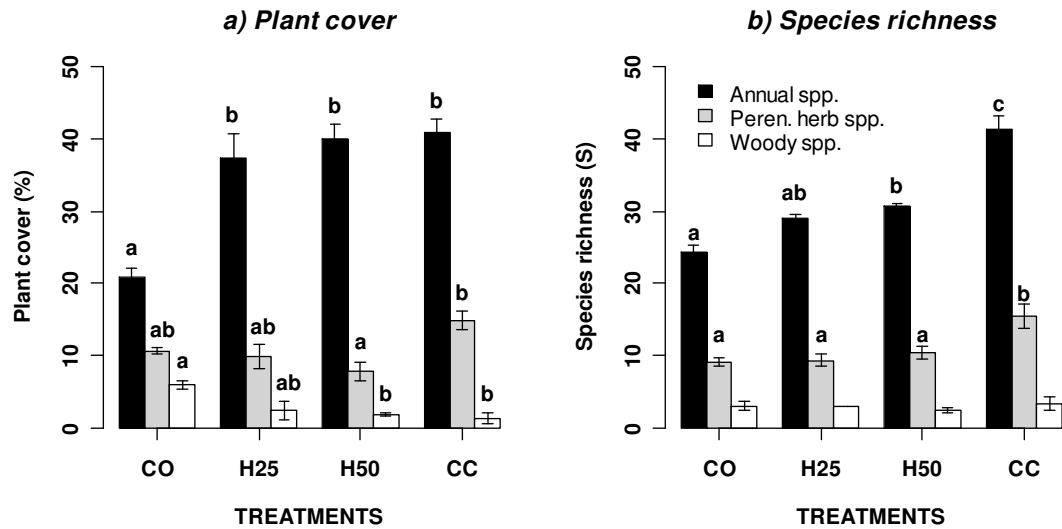 a) Plant cover
Plant cover (%)
50
40
30
20
10
0
a
ab
a
b
ab
ab
b
a
b
b
b
b
CO H25 H50 CC
TREATMENTS
b) Species richness
Species richness (S)
50
40
30
20
10
0
Annual spp.
Peren. herb spp.
Woody spp.
a
a
ab
a
b
a
c
b
CO H25 H50 CC
TREATMENTS